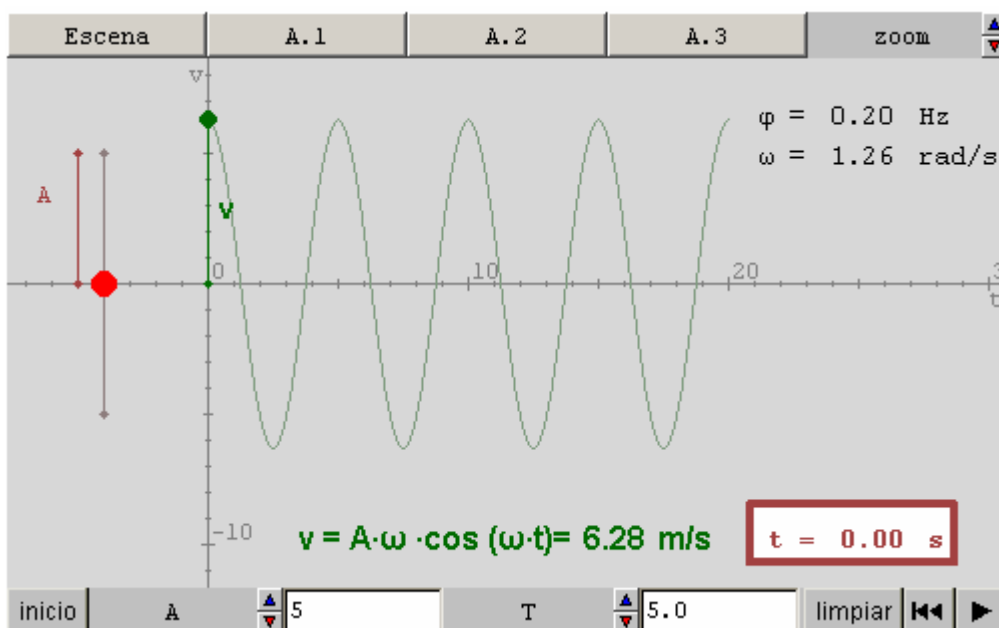 Escena A.1 A.2 A.3 zoom
v
φ = 0.20 Hz
ω = 1.26 rad/s
A
v
0 10 20 3
t
-10
v = A·ω ·cos (ω·t)= 6.28 m/s
t = 0.00 s
inicio A 5 T 5.0 limpiar